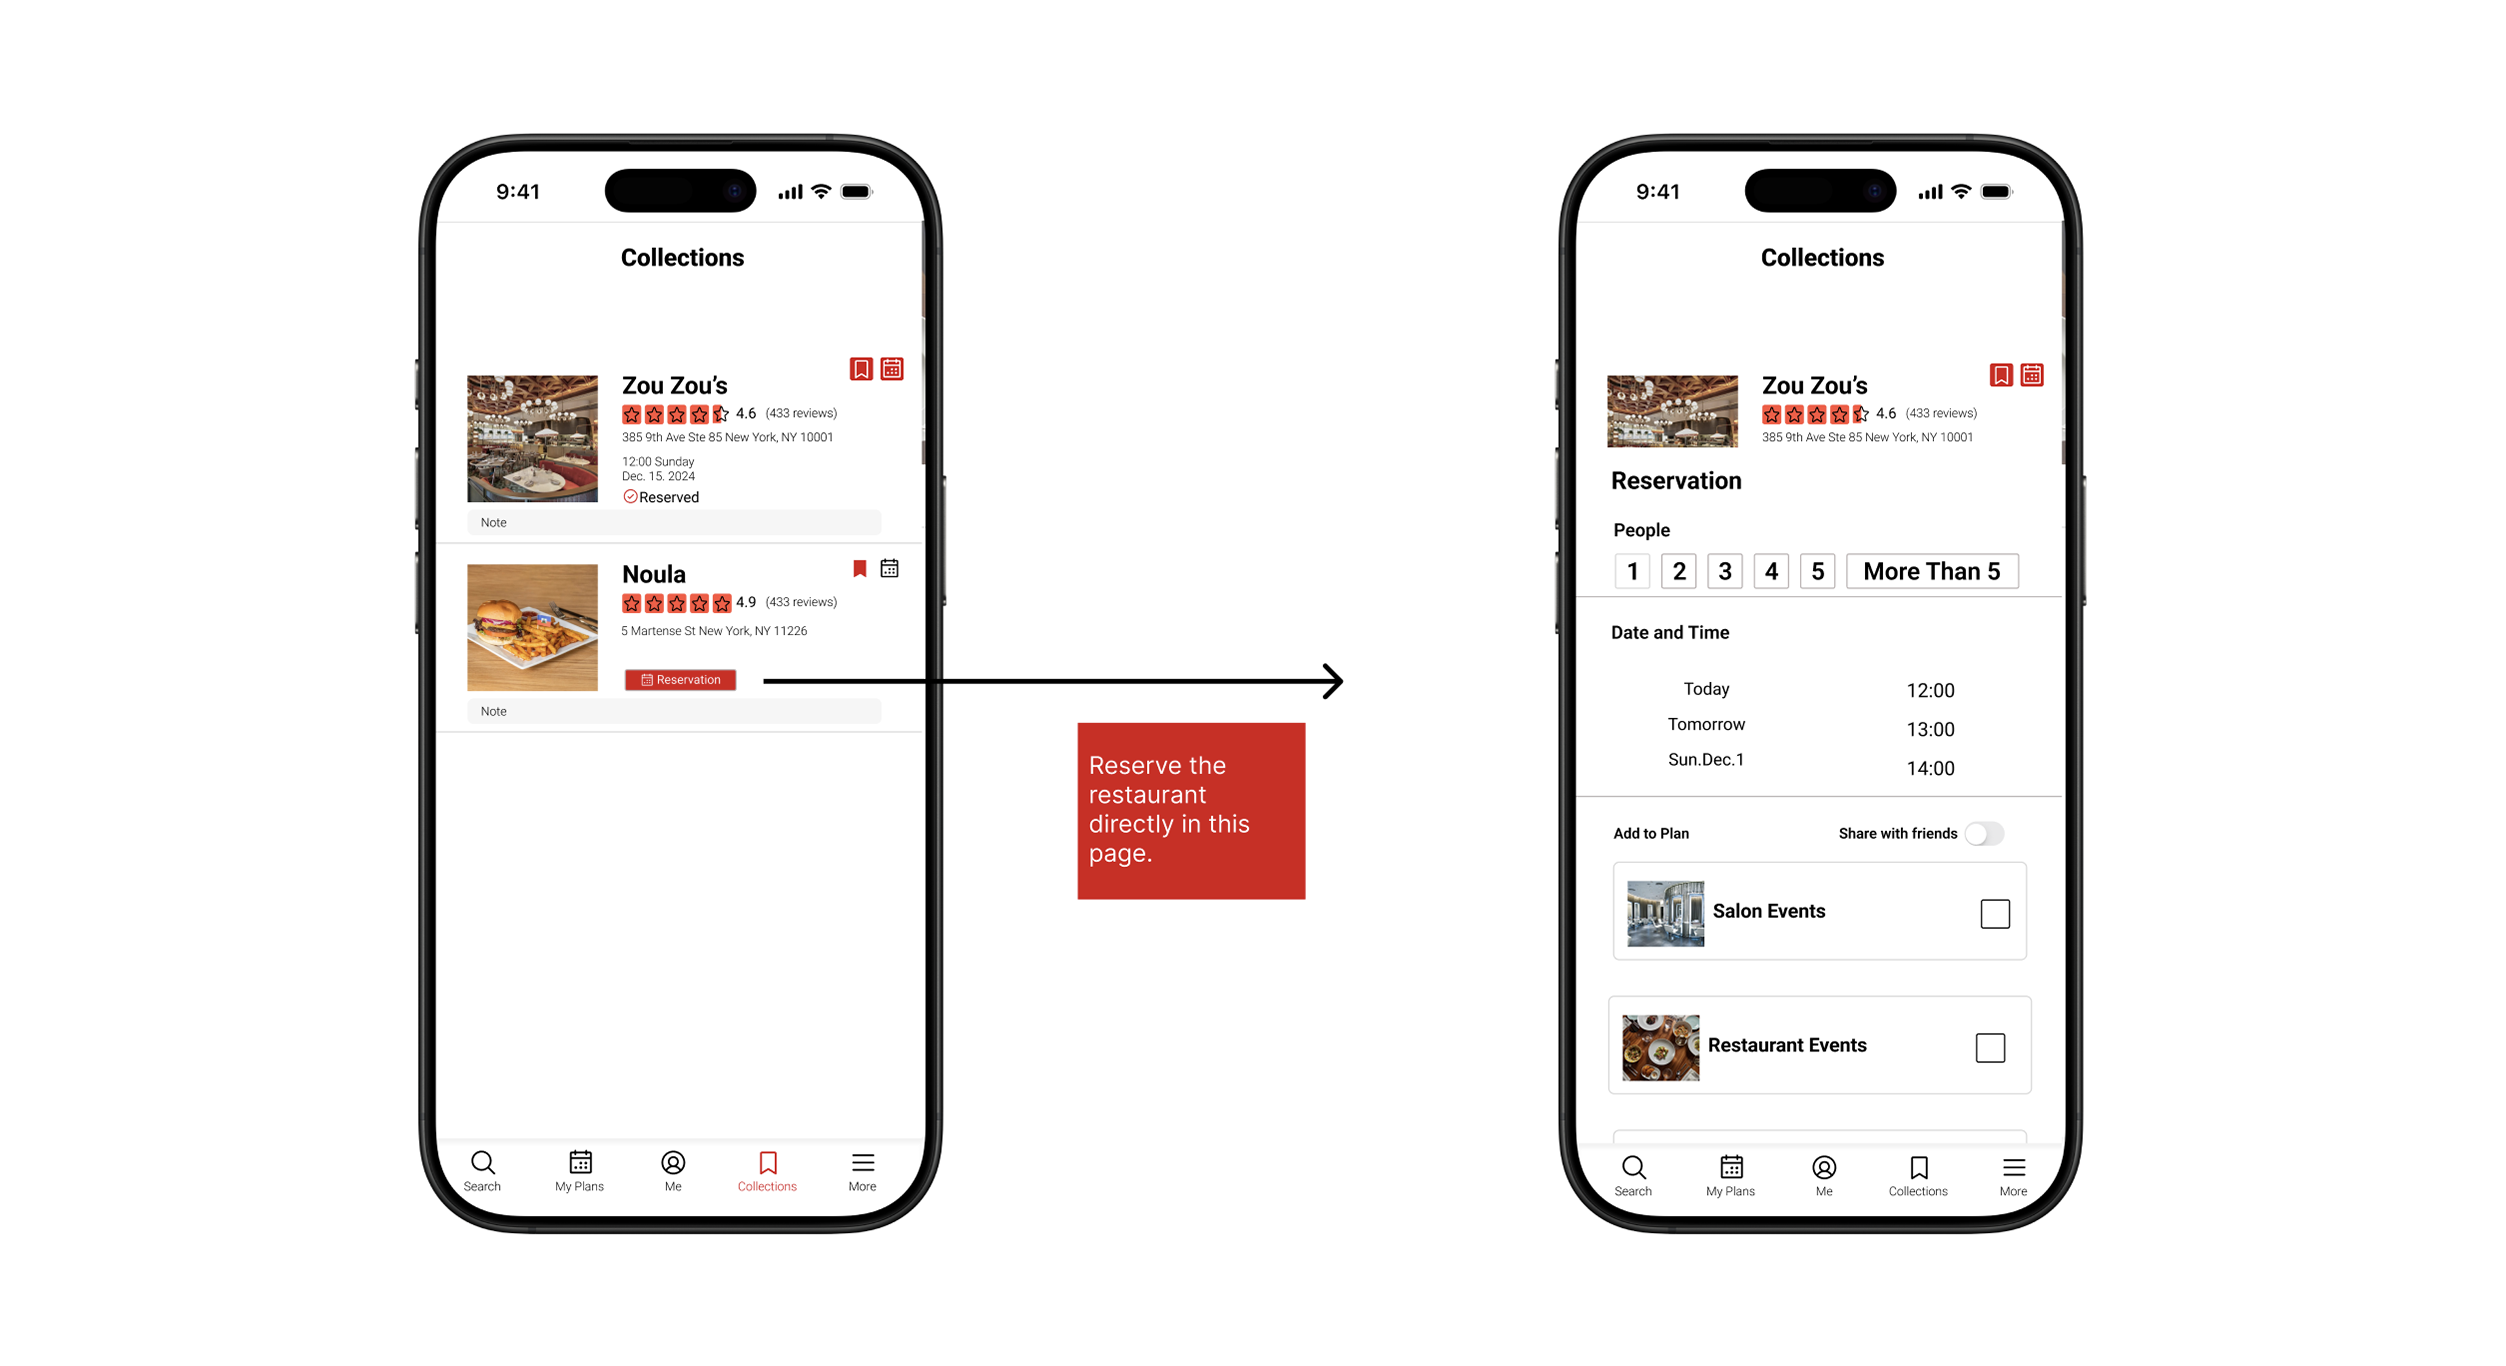 9:41
Collections
Zou Zou’s
4.6 (433 reviews)
385 9th Ave Ste 85 New York, NY 10001
12:00 Sunday
Dec. 15. 2024
Reserved
Note
Noula
4.9 (433 reviews)
5 Martense St New York, NY 11226
Reservation
Note
Search
My Plans
Me
Collections
More
Reserve the
restaurant
directly in this
page.
9:41
Collections
Zou Zou’s
4.6 (433 reviews)
385 9th Ave Ste 85 New York, NY 10001
Reservation
People
1 2 3 4 5 More Than 5
Date and Time
Today 12:00
Tomorrow 13:00
Sun.Dec.1 14:00
Add to Plan Share with friends
Salon Events
Restaurant Events
Search
My Plans
Me
Collections
More